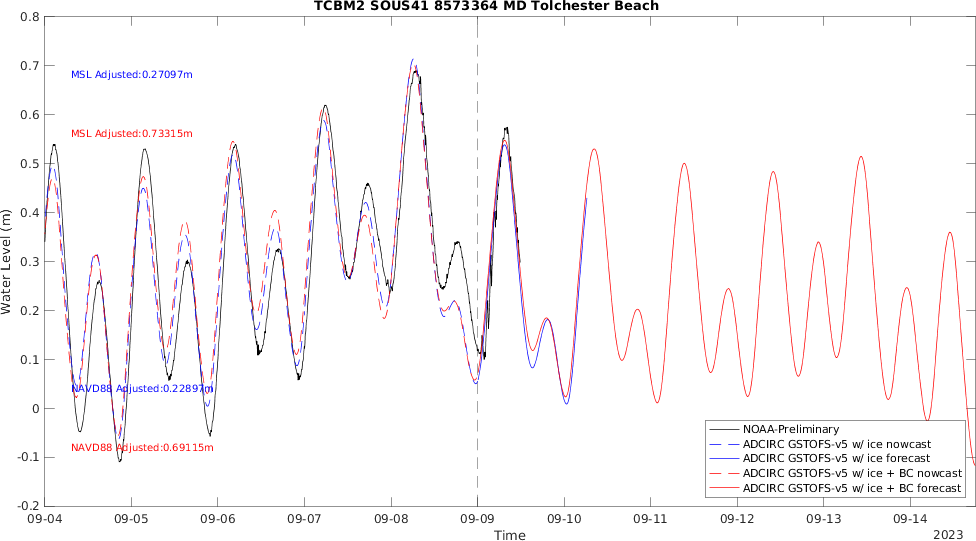 TCBM2 SOUS41 8573364 MD Tolchester Beach
0.8
0.7
0.6
0.5
0.4
0.3
0.2
0.1
0
-0.1
-0.2
Water Level (m)
MSL Adjusted:0.27097m
MSL Adjusted:0.73315m
NAVD88 Adjusted:0.22897m
NAVD88 Adjusted:0.69115m
NOAA-Preliminary
ADCIRC GSTOFS-v5 w/ ice nowcast
ADCIRC GSTOFS-v5 w/ ice forecast
ADCIRC GSTOFS-v5 w/ ice + BC nowcast
ADCIRC GSTOFS-v5 w/ ice + BC forecast
09-04 09-05 09-06 09-07 09-08 09-09 09-10 09-11 09-12 09-13 09-14
Time
2023